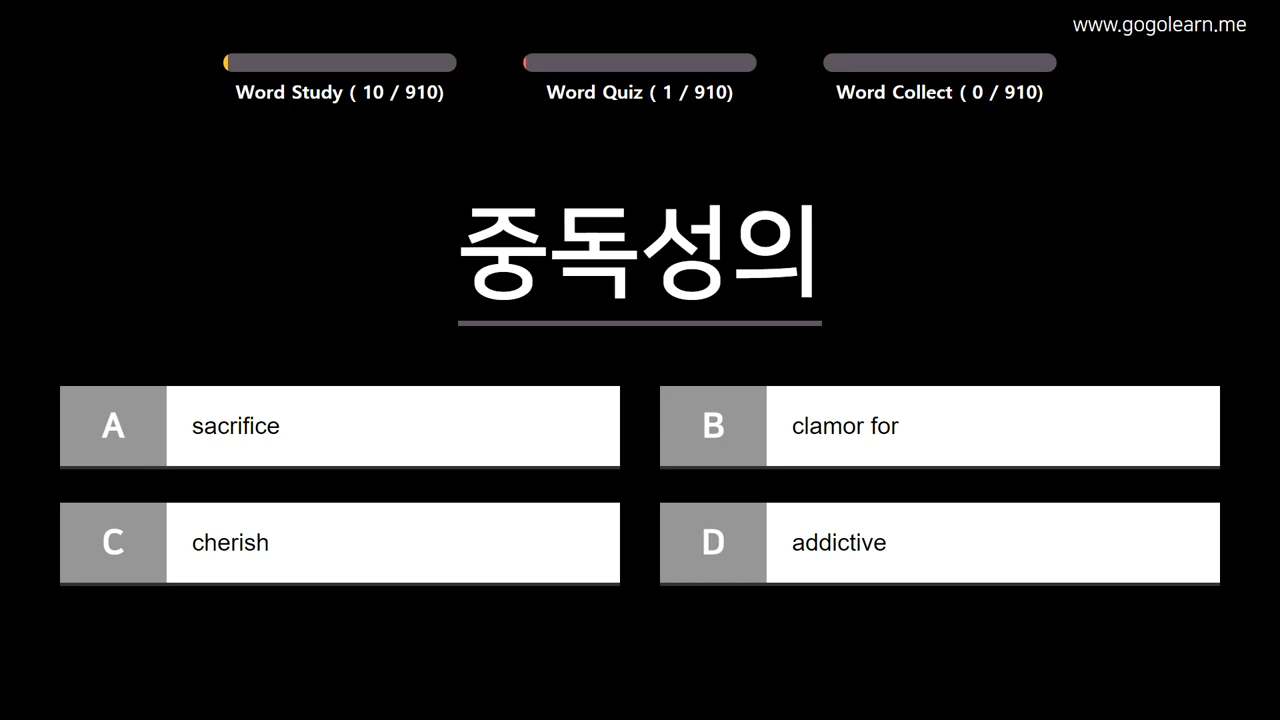 www.gogolearn.me
Word Study ( 10 / 910)
Word Quiz ( 1 / 910)
Word Collect ( 0 / 910)
중독성의
A sacrifice
B clamor for
C cherish
D addictive